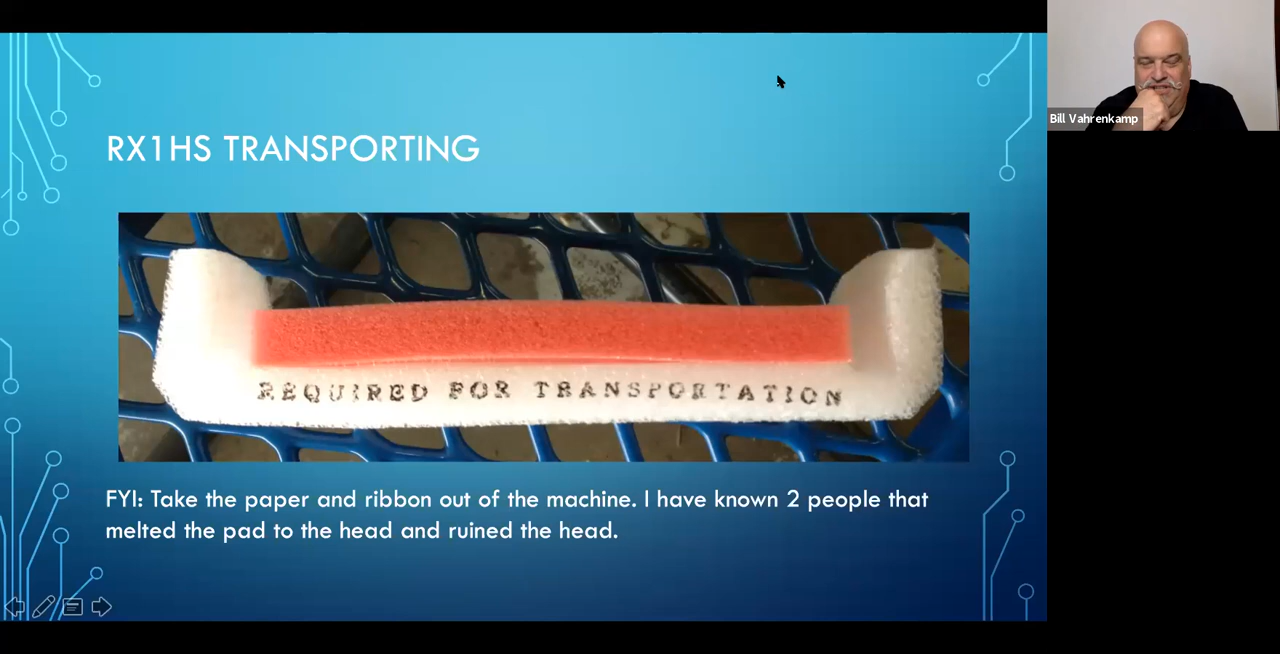 RX1HS TRANSPORTING
REQUIRED FOR TRANSPORTATION
FYI: Take the paper and ribbon out of the machine. I have known 2 people that
melted the pad to the head and ruined the head.
Bill Vahrenkamp